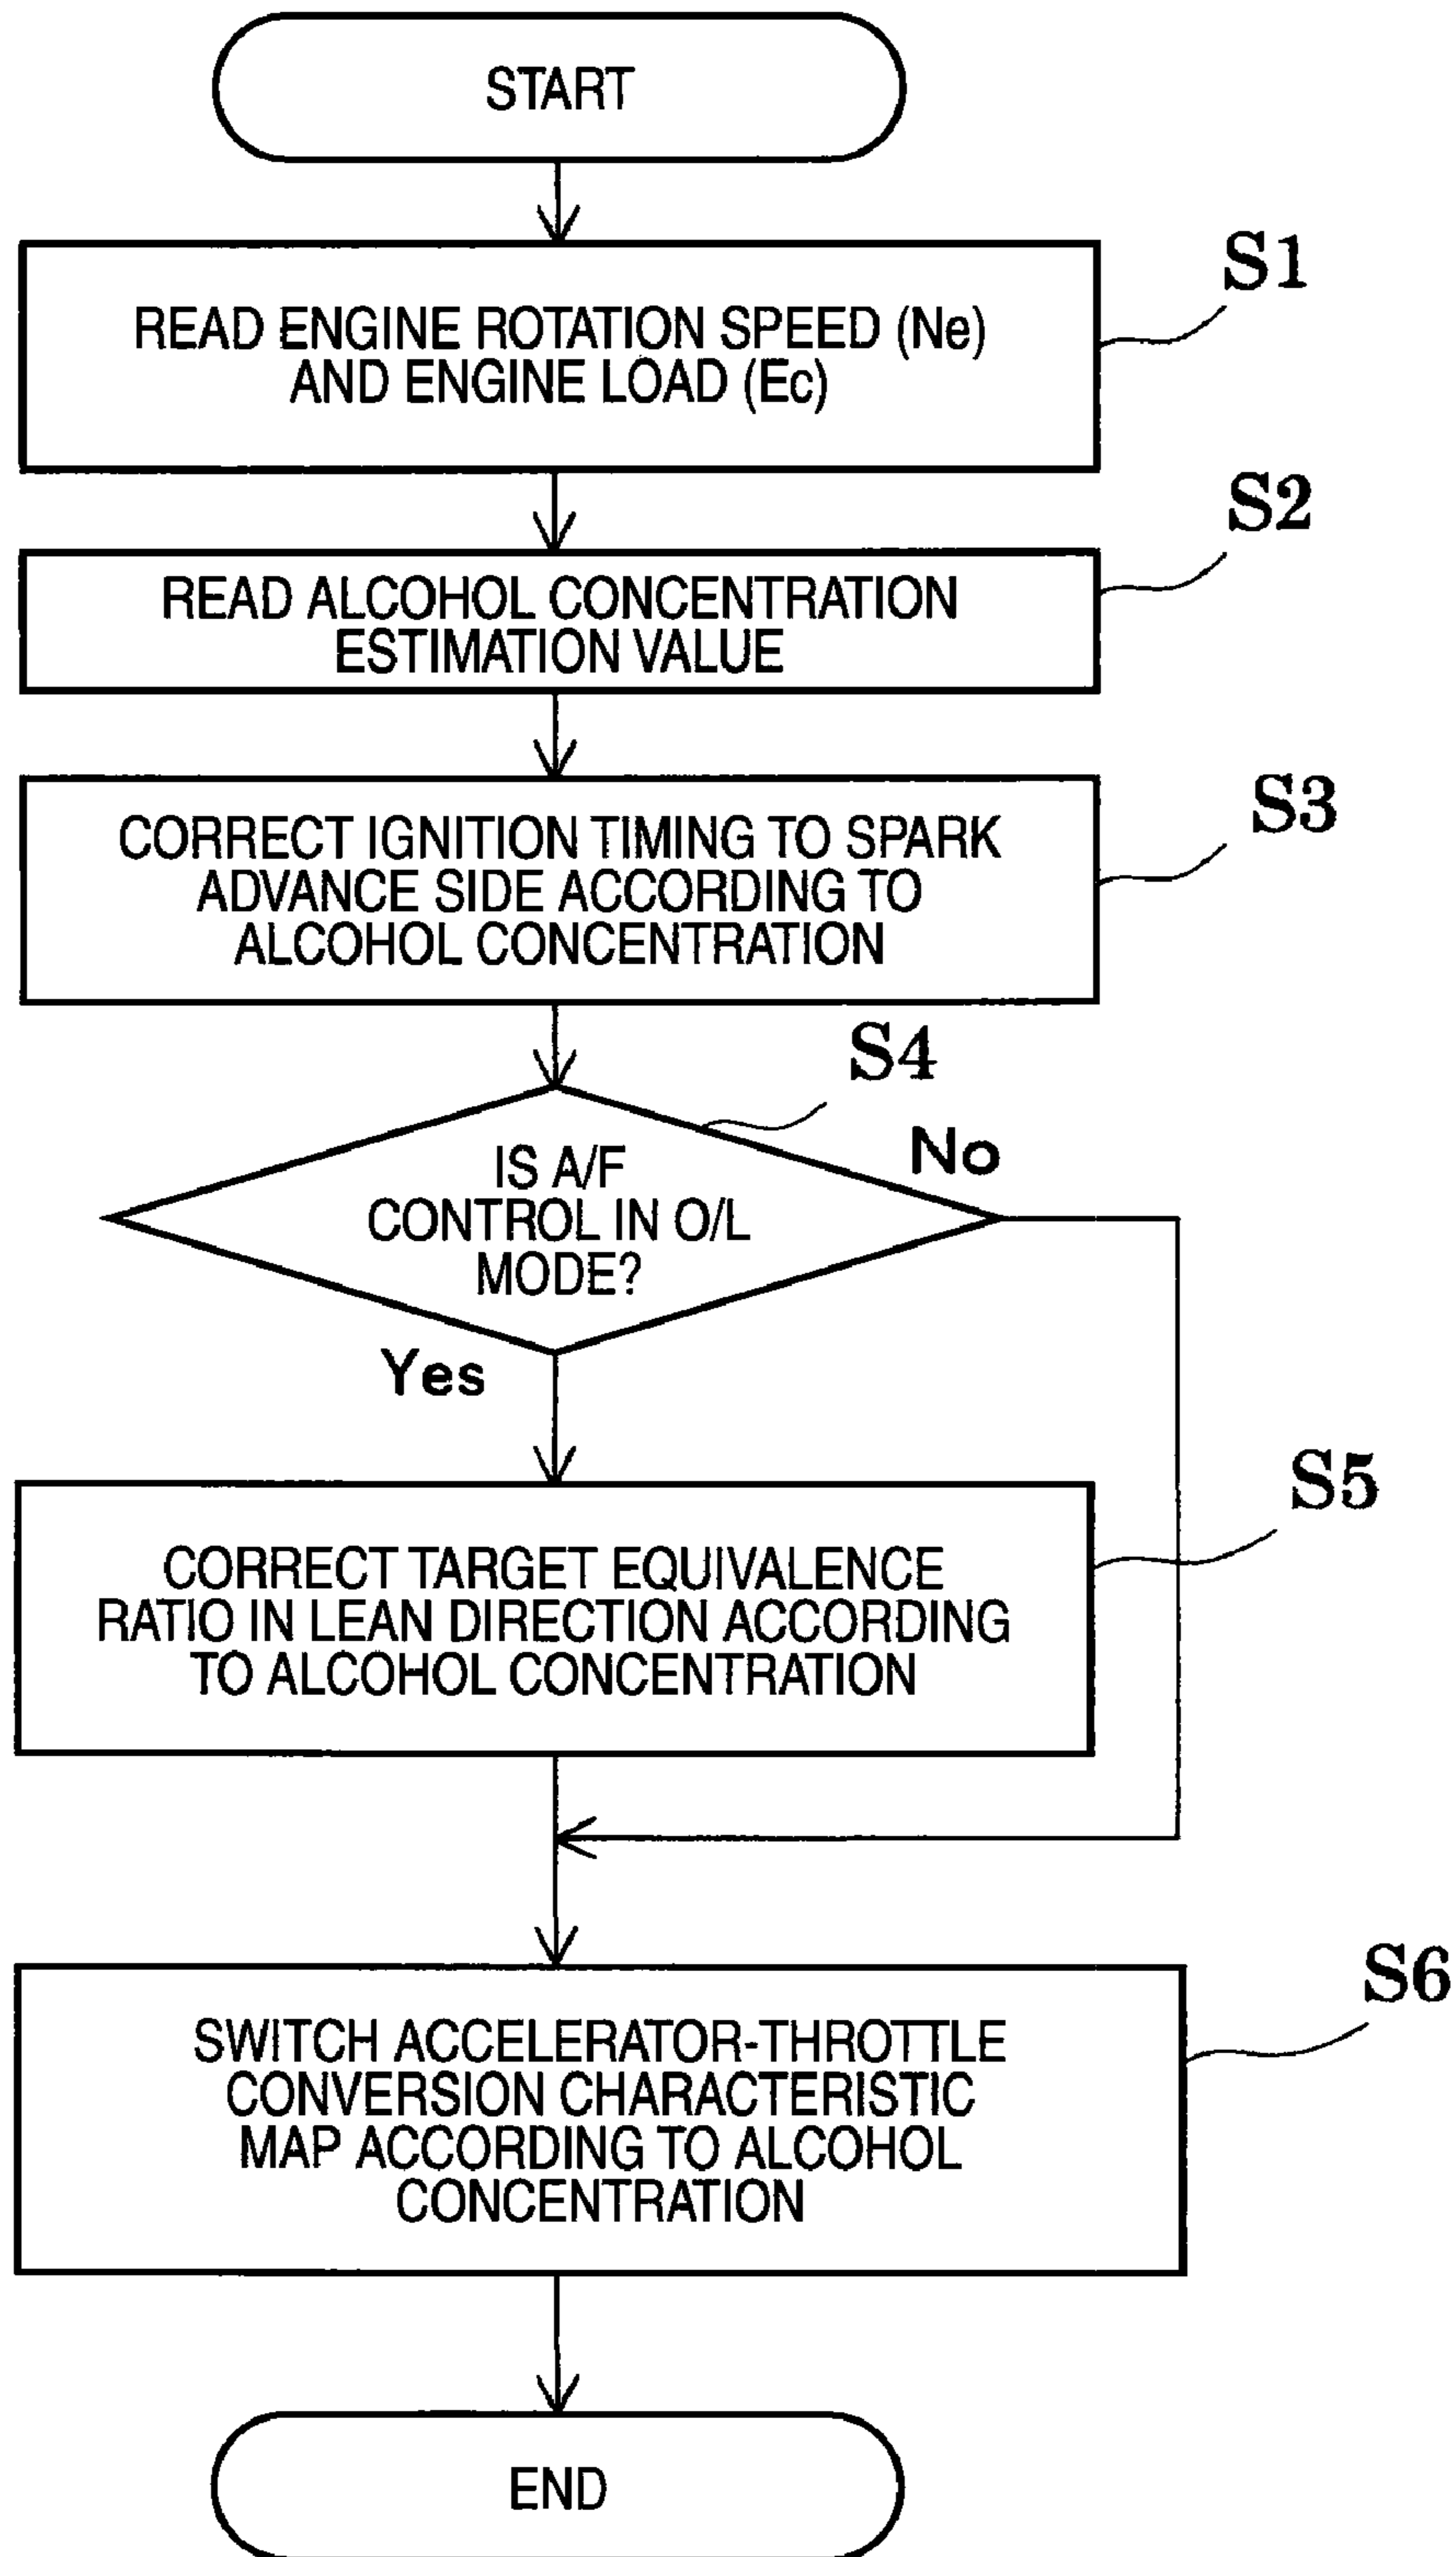 START
S1
READ ENGINE ROTATION SPEED (Ne)
AND ENGINE LOAD (Ec)
S2
READ ALCOHOL CONCENTRATION
ESTIMATION VALUE
S3
CORRECT IGNITION TIMING TO SPARK
ADVANCE SIDE ACCORDING TO
ALCOHOL CONCENTRATION
S4
No
IS A/F
CONTROL IN O/L
MODE?
Yes
S5
CORRECT TARGET EQUIVALENCE
RATIO IN LEAN DIRECTION ACCORDING
TO ALCOHOL CONCENTRATION
S6
SWITCH ACCELERATOR-THROTTLE
CONVERSION CHARACTERISTIC
MAP ACCORDING TO ALCOHOL
CONCENTRATION
END